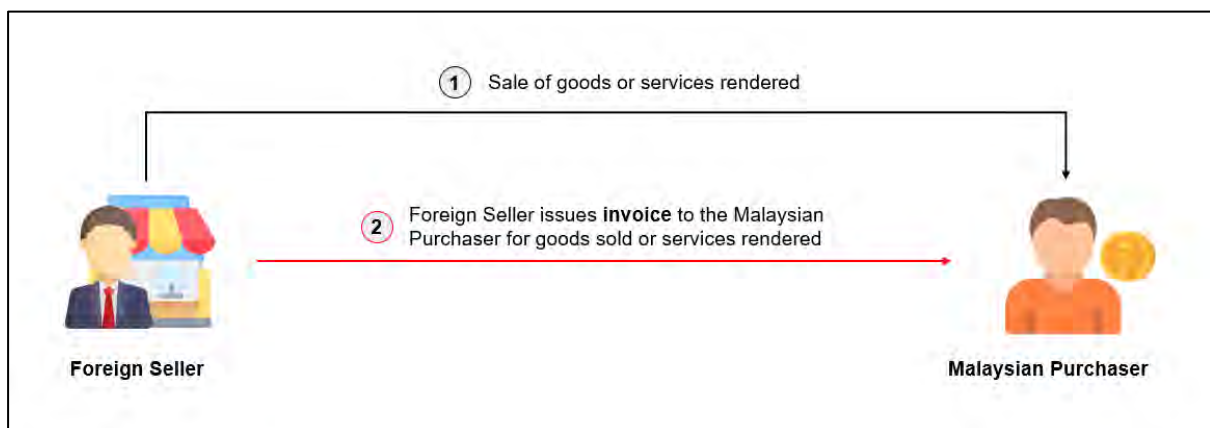 1 Sale of goods or services rendered
2 Foreign Seller issues invoice to the Malaysian
Purchaser for goods sold or services rendered
Foreign Seller
Malaysian Purchaser